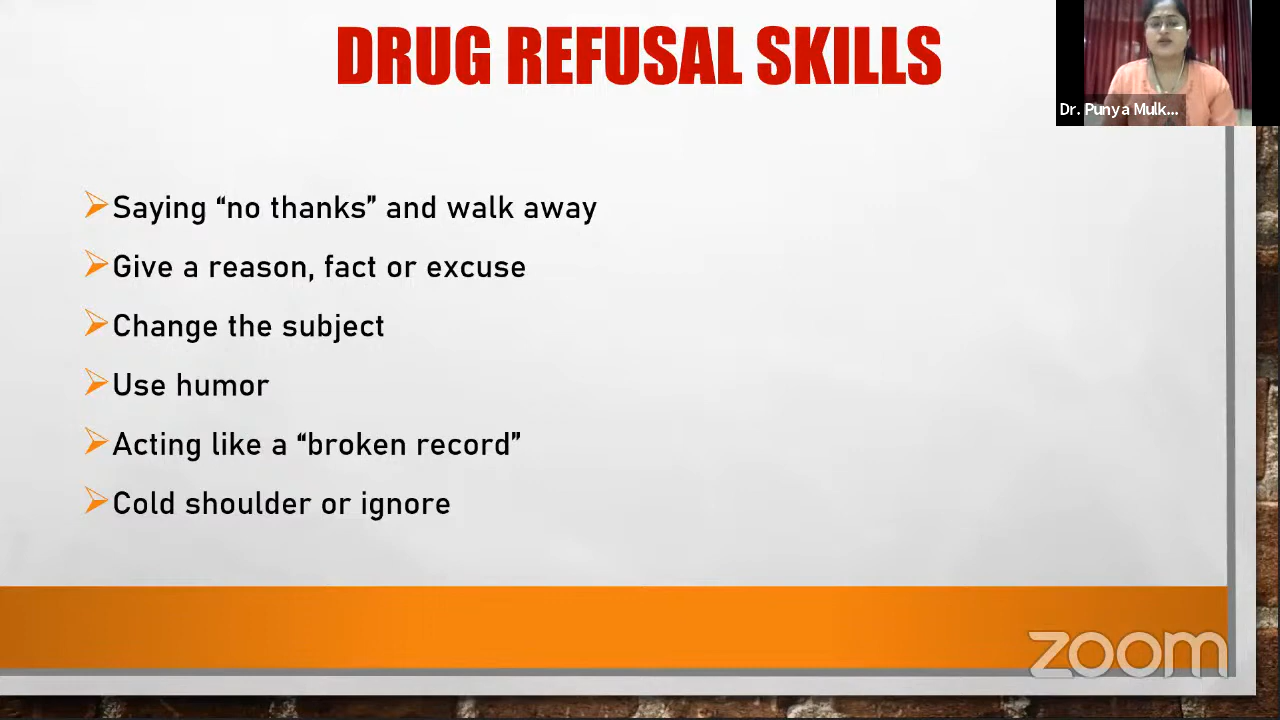 DRUG REFUSAL SKILLS
Dr. Punya Mulk...
Saying “no thanks” and walk away
Give a reason, fact or excuse
Change the subject
Use humor
Acting like a “broken record”
Cold shoulder or ignore
zoom